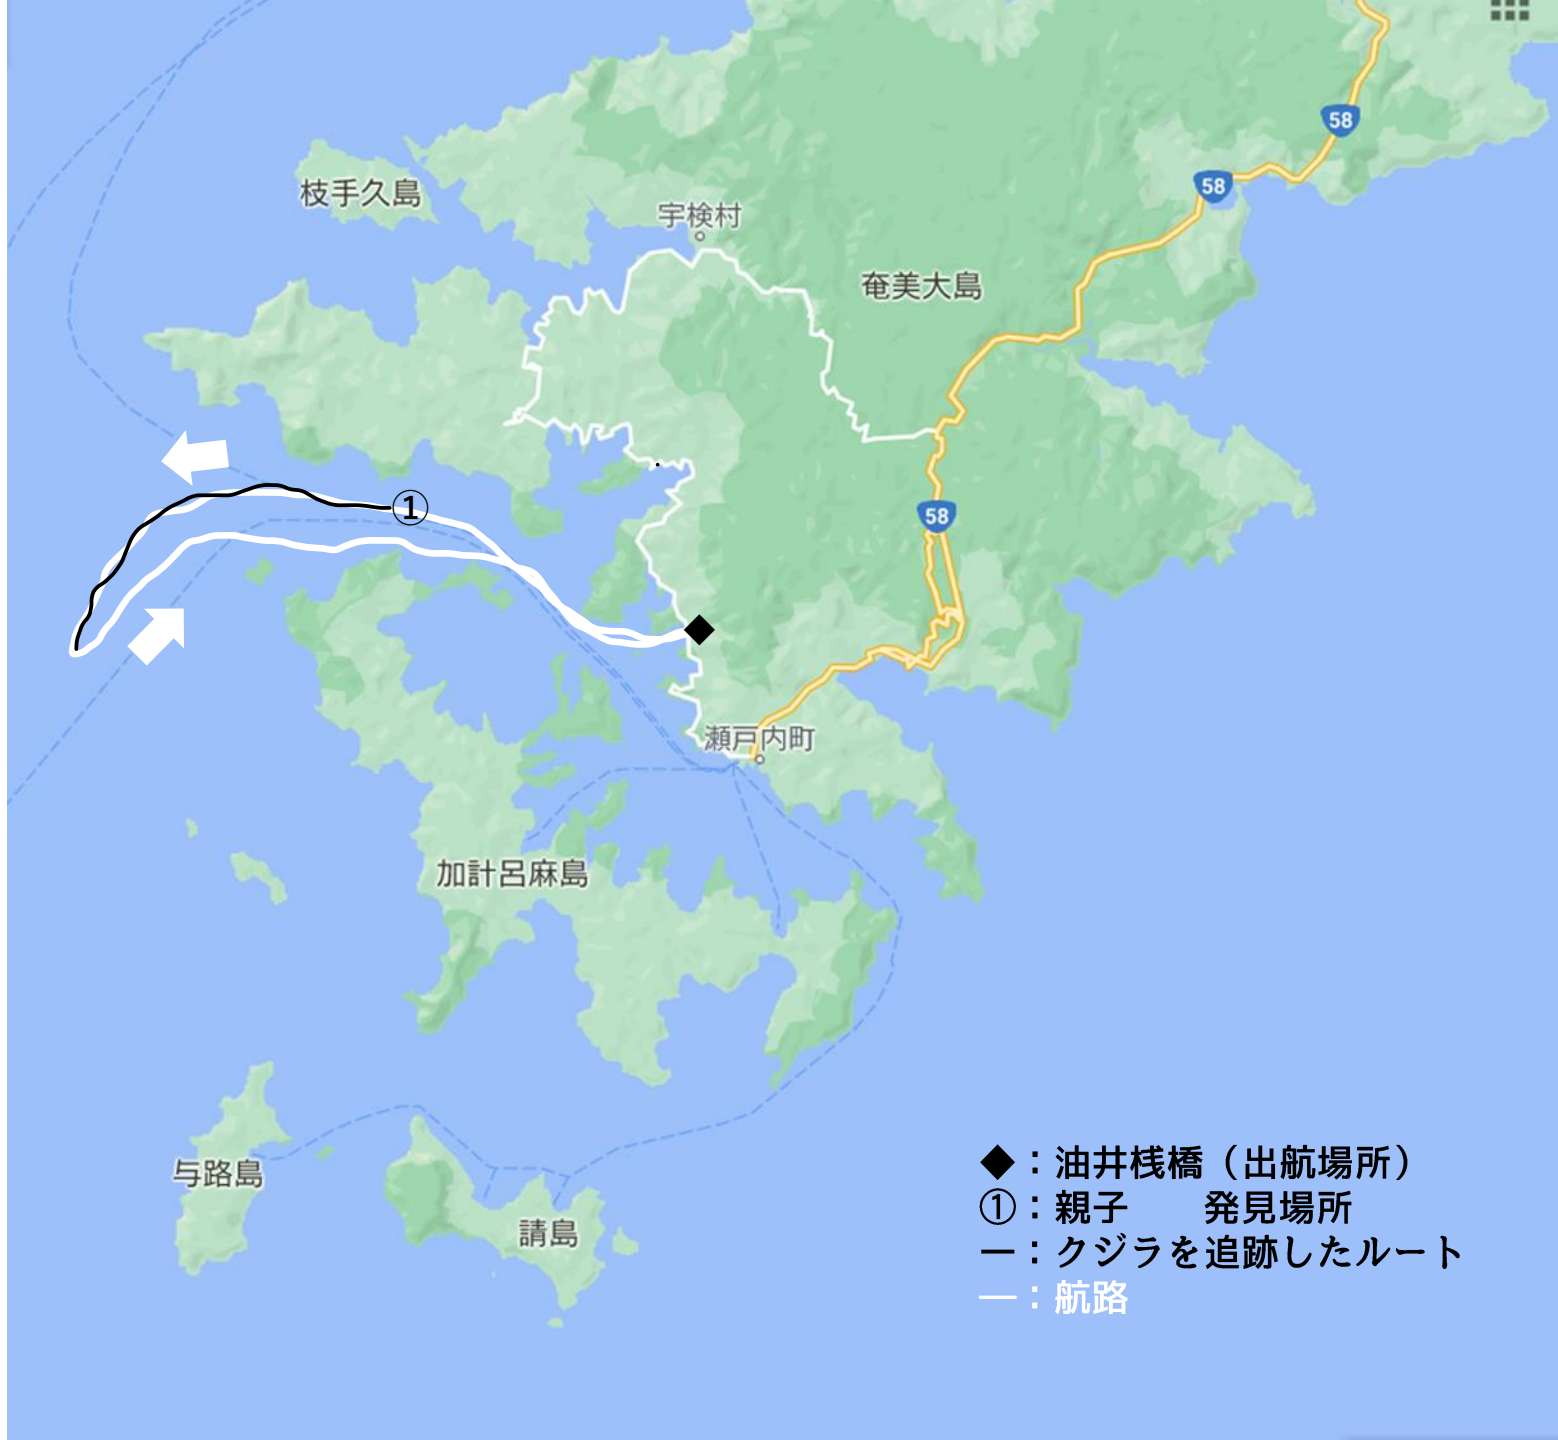 58
58
枝手久島
宇検村
奄美大島
①
58
瀬戸内町
加計呂麻島
与路島
請島
◆：油井桟橋（出航場所）
①：親子　　発見場所
―：クジラを追跡したルート
―：航路